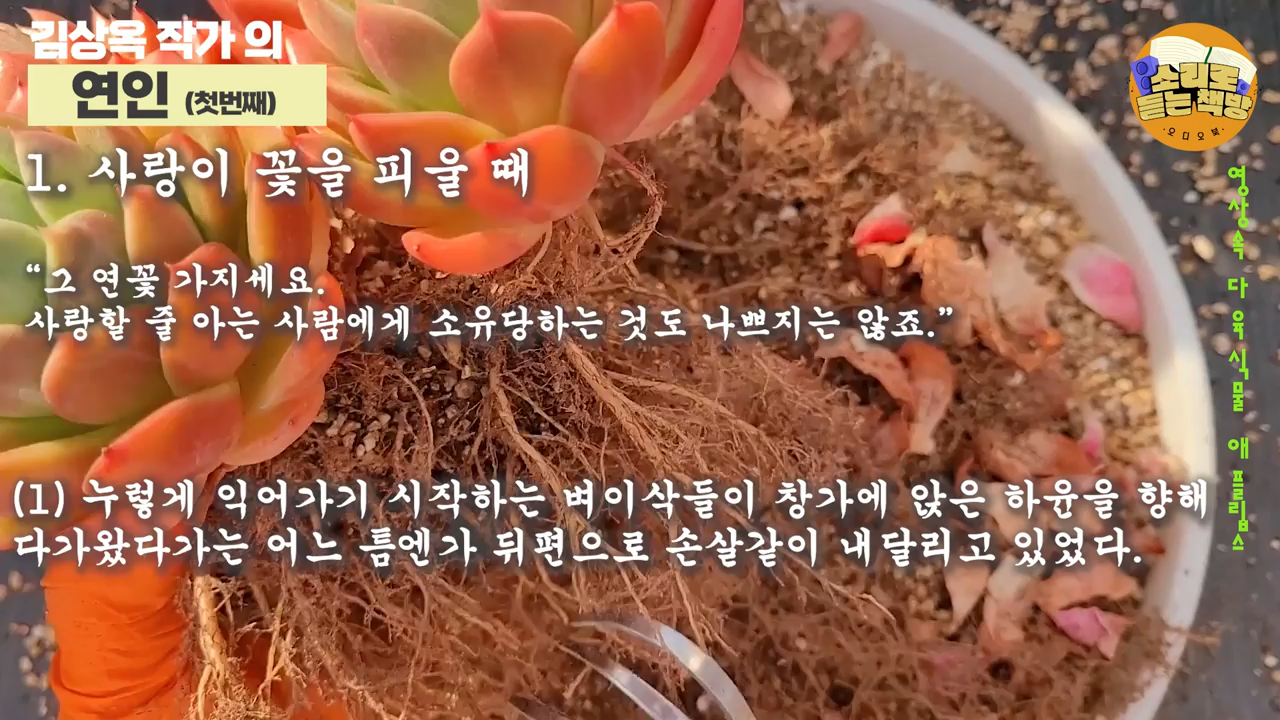 김상옥 작가 의
연인 (첫번째)
소리로
듣는 책방
·오디오북·
1. 사랑이 꽃을 피울 때
“그 연꽃 가지세요.
사랑할 줄 아는 사람에게 소유당하는 것도 나쁘지는 않죠.”
(1) 누렇게 익어가기 시작하는 벼이삭들이 창가에 앉은 하윤을 향해
다가왔다가는 어느 틈엔가 뒤편으로 손살같이 내달리고 있었다.
영상속 다육식물 애플림스